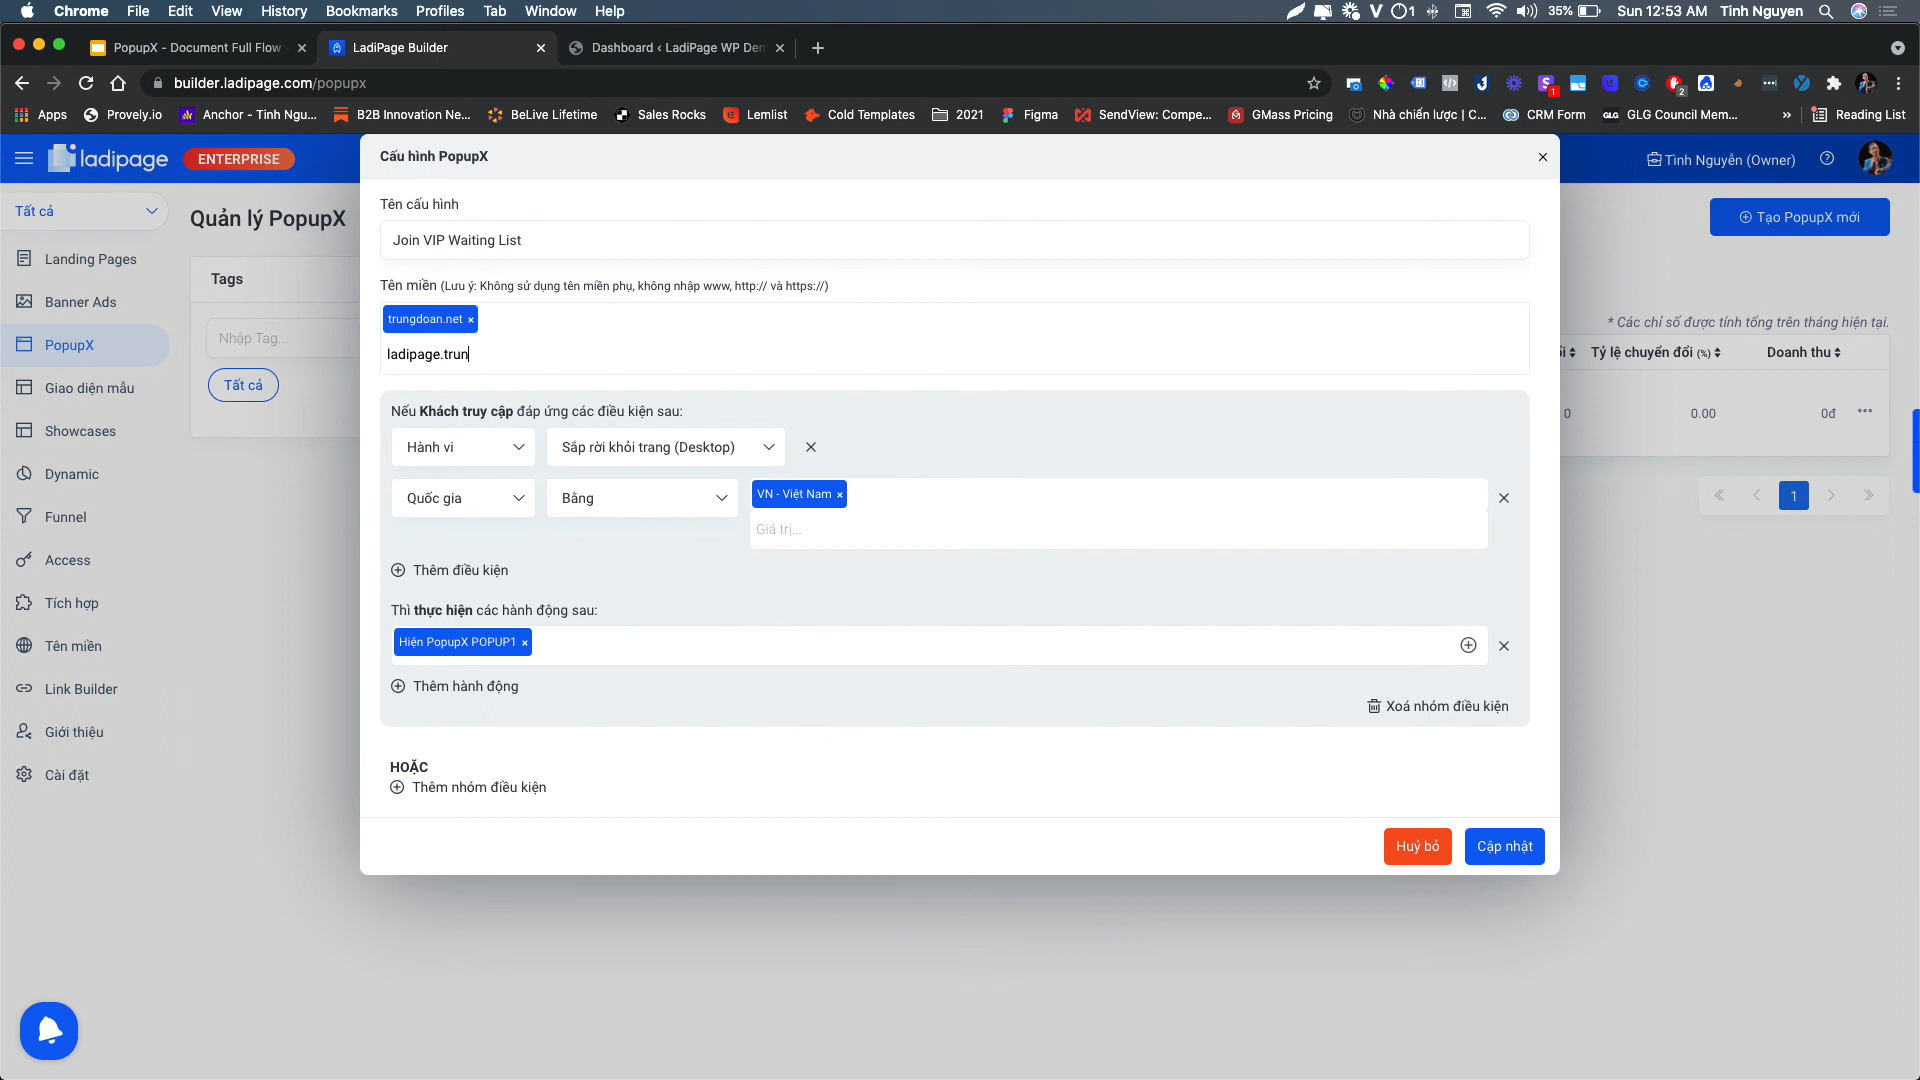 Chrome File Edit View History Bookmarks Profiles Tab Window Help 1 35% Sun 12:53 AM Tinh Nguyen
PopupX - Document Full Flow
LadiPage Builder
Dashboard ‹ LadiPage WP Dem
builder.ladipage.com/popupx
1
2
Apps Provely.io Anchor - Tinh Ngu... B2B Innovation Ne... BeLive Lifetime Sales Rocks Lemlist Cold Templates 2021 Figma SendView: Compe... GMass Pricing Nhà chiến lược | C... CRM Form GLG GLG Council Mem... » Reading List
ladipage ENTERPRISE
Tình Nguyễn (Owner)
Tất cả
Landing Pages
Banner Ads
PopupX
Giao diện mẫu
Showcases
Dynamic
Funnel
Access
Tích hợp
Tên miền
Link Builder
Giới thiệu
Cài đặt
Quản lý PopupX
Tạo PopupX mới
Tags
Nhập Tag...
Tất cả
* Các chỉ số được tính tổng trên tháng hiện tại.
Tỷ lệ chuyển đổi (%) Doanh thu
0 0.00 0đ
1
Cấu hình PopupX
Tên cấu hình
Join VIP Waiting List
Tên miền (Lưu ý: Không sử dụng tên miền phụ, không nhập www, http:// và https://)
trungdoan.net ×
ladipage.trun
Nếu Khách truy cập đáp ứng các điều kiện sau:
Hành vi Sắp rời khỏi trang (Desktop)
Quốc gia Bằng VN - Việt Nam ×
Giá trị...
Thêm điều kiện
Thì thực hiện các hành động sau:
Hiện PopupX POPUP1 ×
Thêm hành động
Xoá nhóm điều kiện
HOẶC
Thêm nhóm điều kiện
Huỷ bỏ Cập nhật